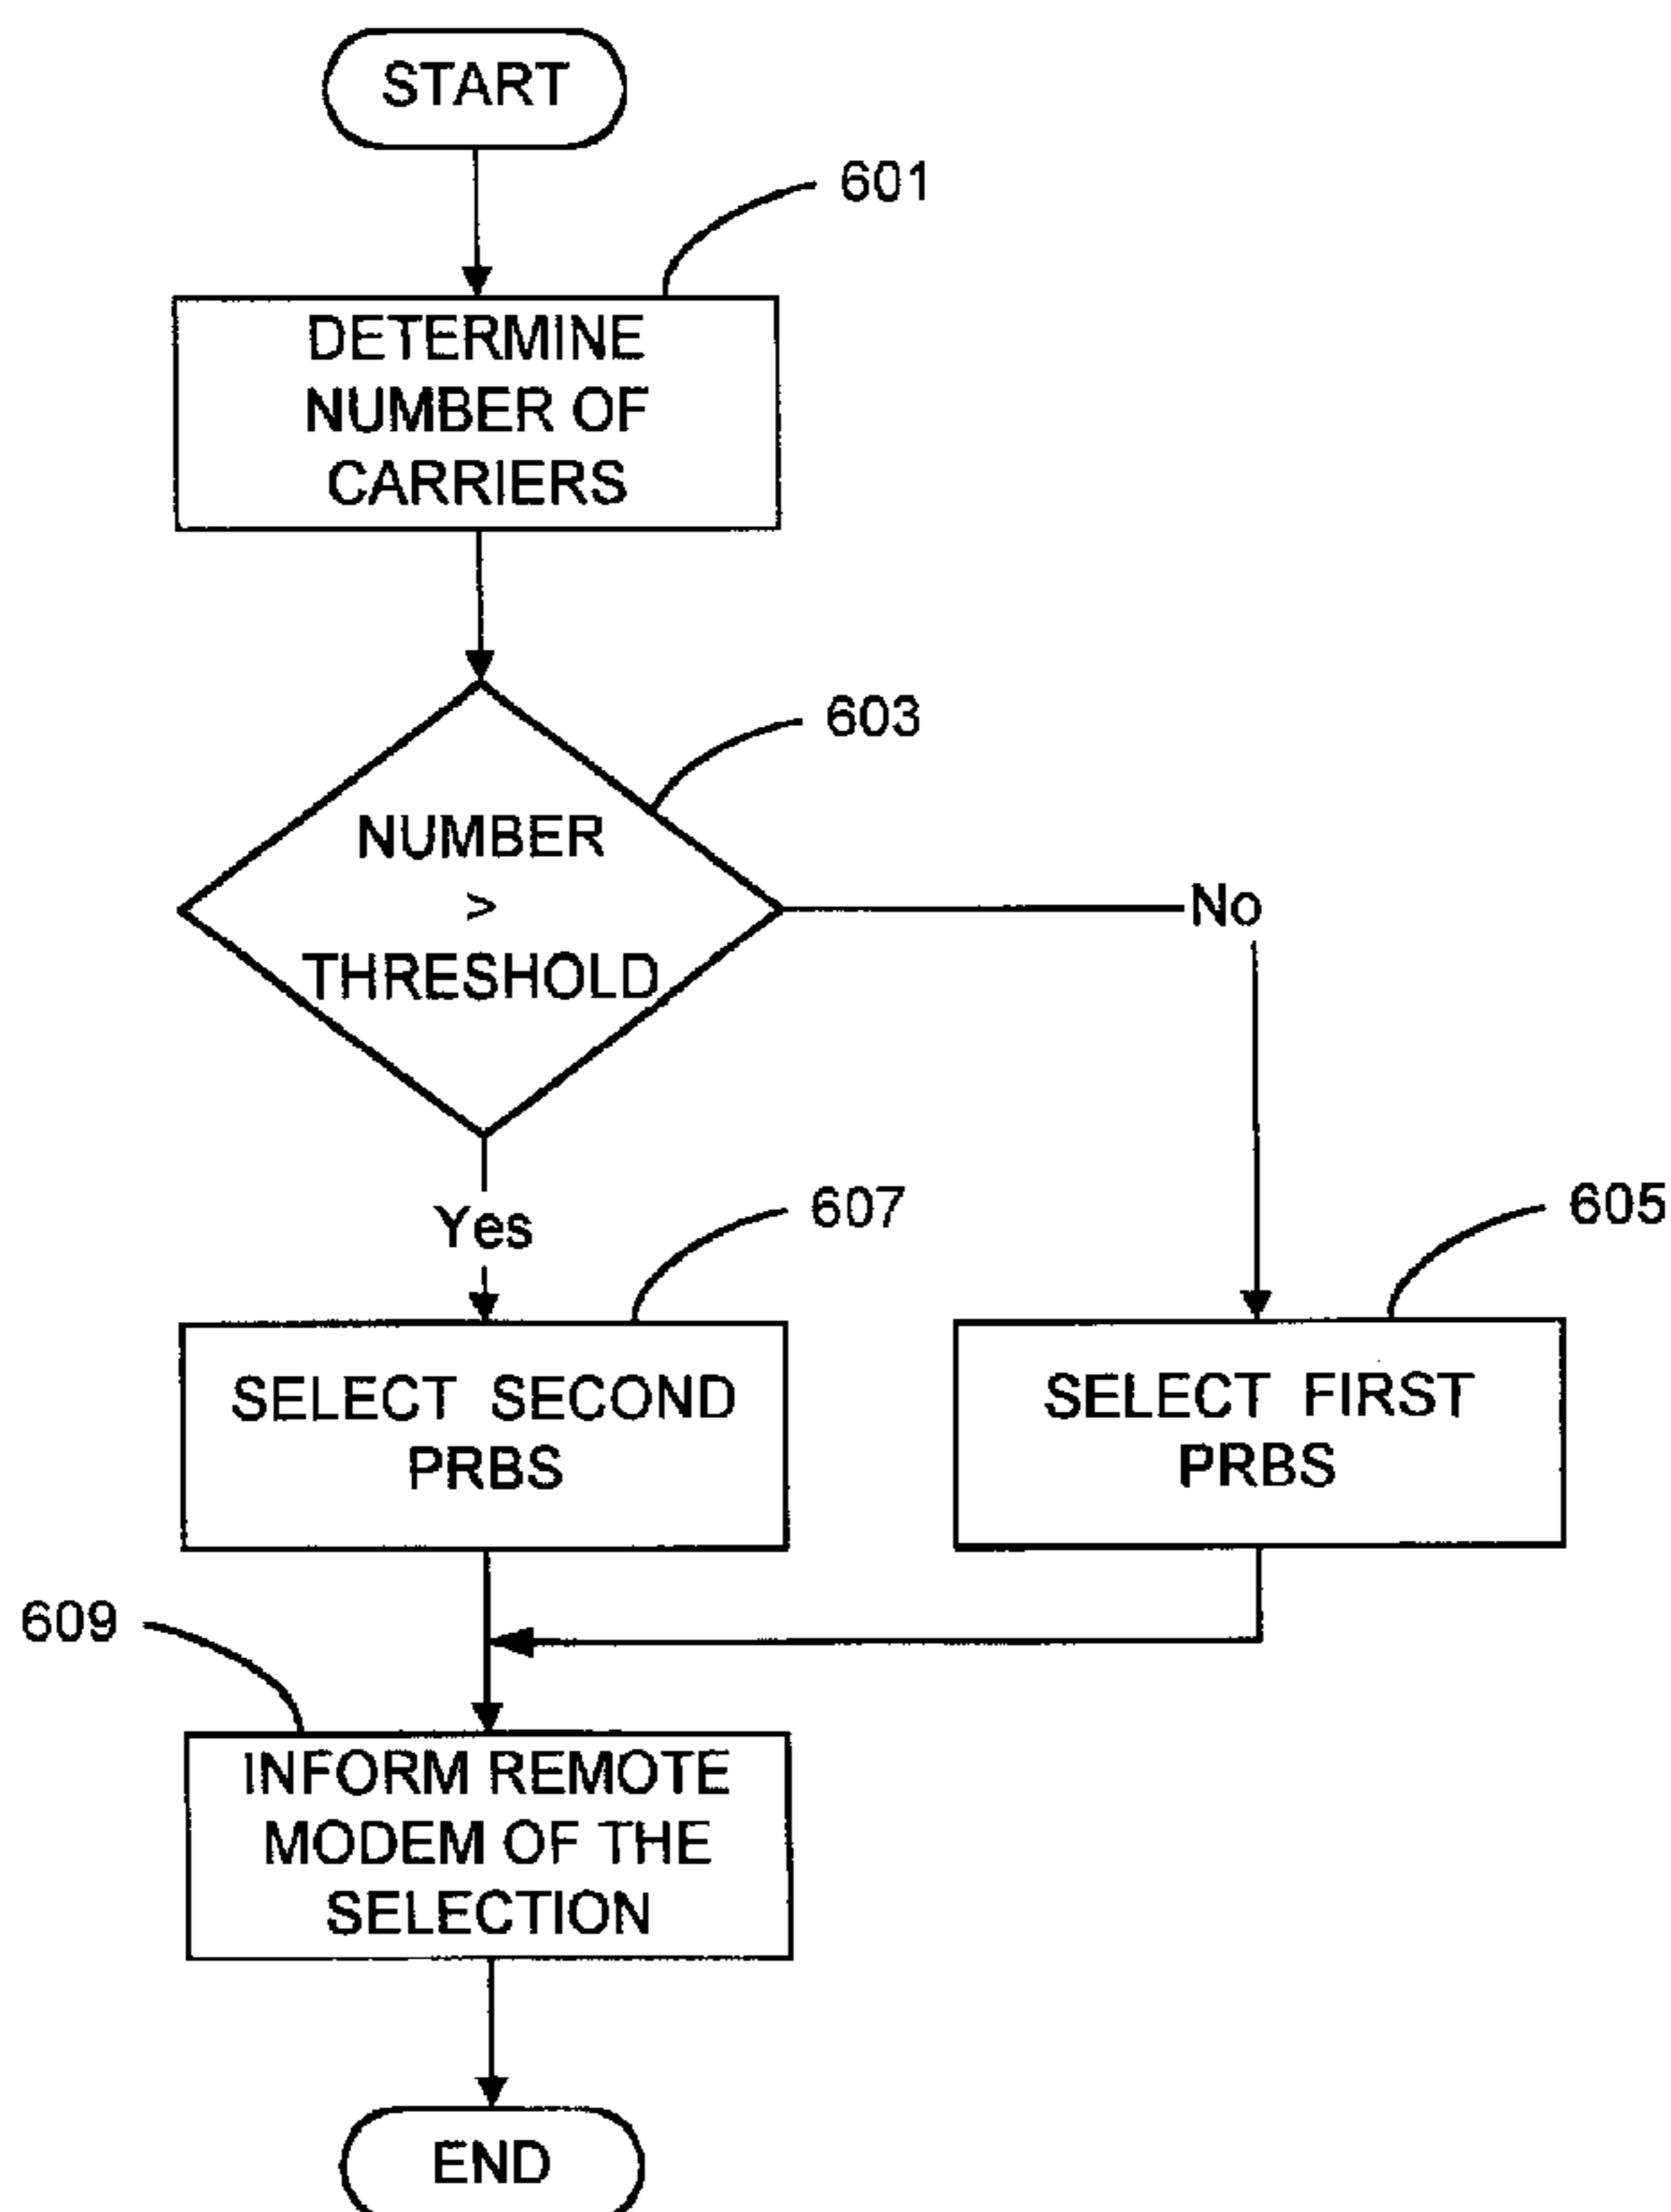 START
601
DETERMINE
NUMBER OF
CARRIERS
603
NUMBER
>
THRESHOLD
No
Yes
607
605
SELECT SECOND
PRBS
SELECT FIRST
PRBS
609
INFORM REMOTE
MODEM OF THE
SELECTION
END